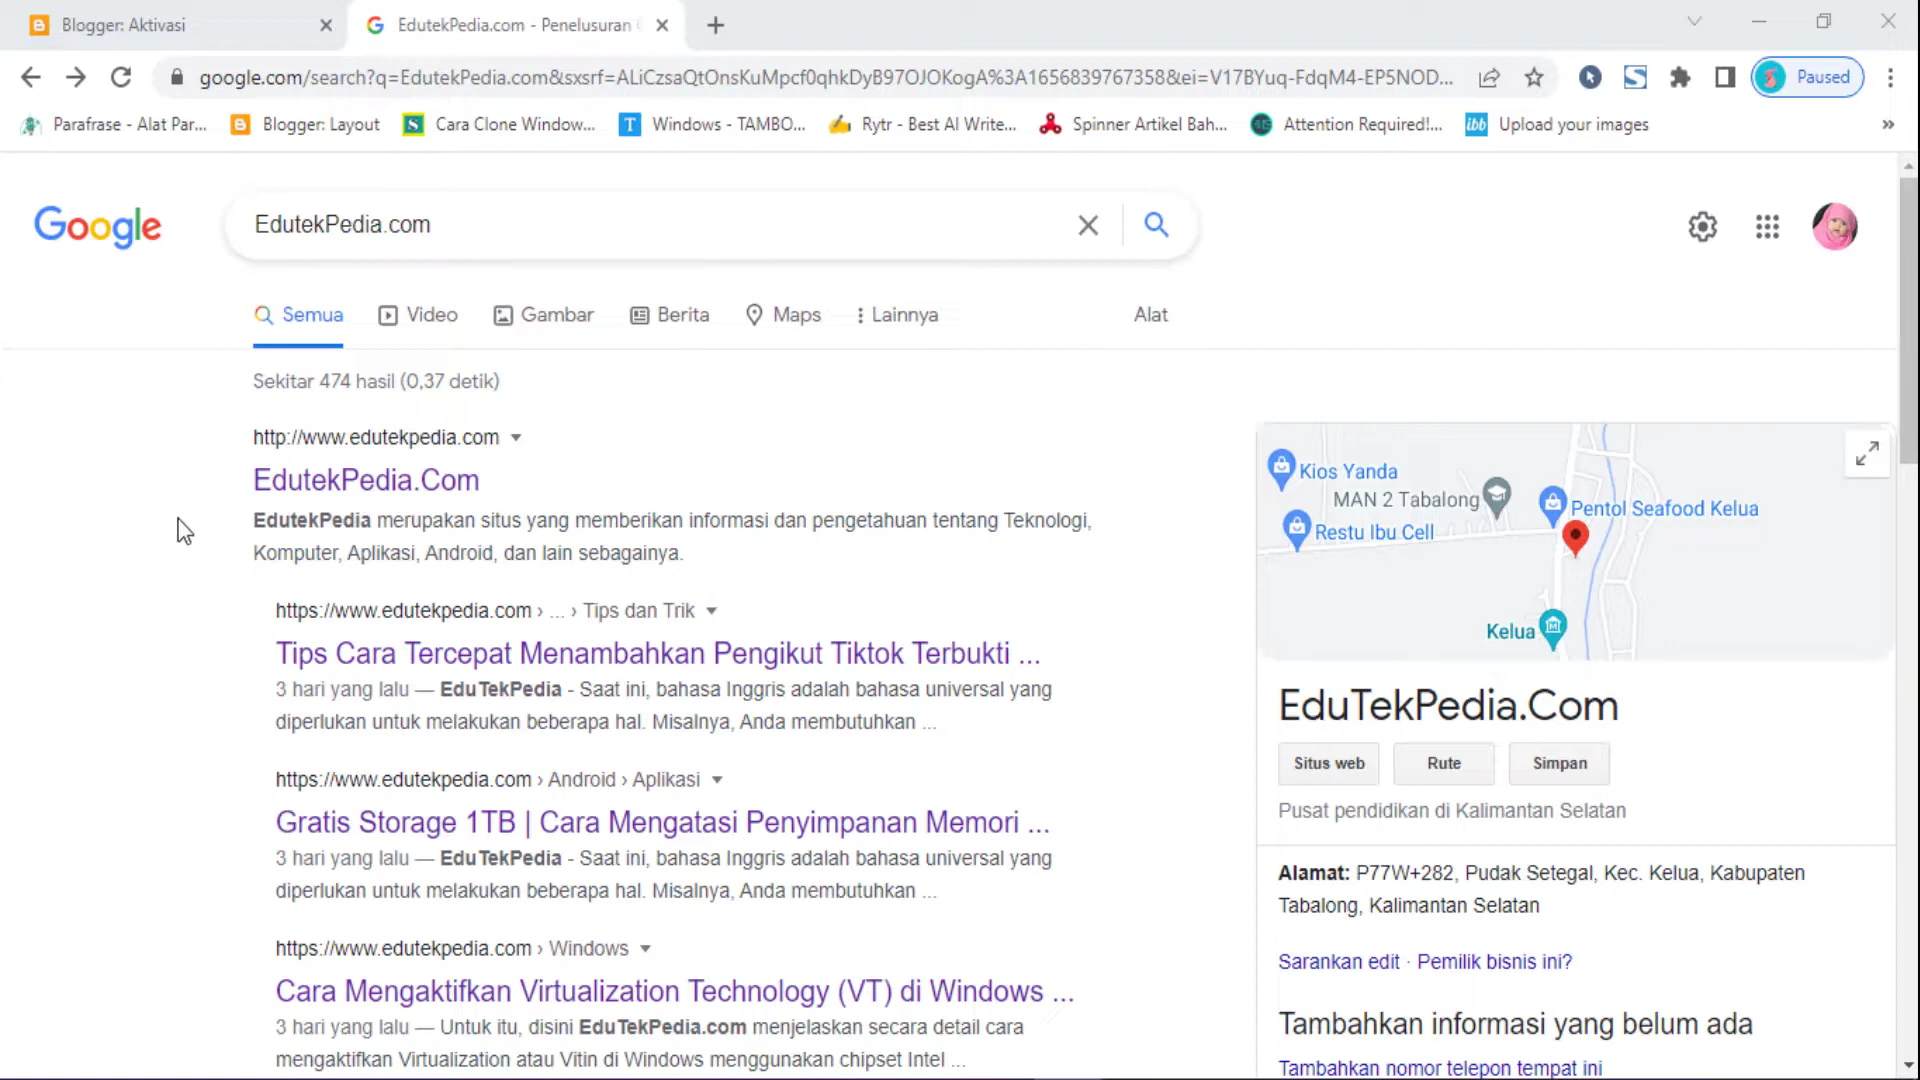 Blogger: Aktivasi
EdutekPedia.com - Penelusuran
google.com/search?q=EdutekPedia.com&sxsrf=ALiCzsaQtOnsKuMpcf0qhkDyB97OJOKogA%3A1656839767358&ei=V17BYuq-FdqM4-EP5NOD...
Paused
Parafrase - Alat Par...
Blogger: Layout
Cara Clone Window...
Windows - TAMBO...
Rytr - Best AI Write...
Spinner Artikel Bah...
Attention Required!...
Upload your images
Google
EdutekPedia.com
Semua
Video
Gambar
Berita
Maps
Lainnya
Alat
Sekitar 474 hasil (0,37 detik)
http://www.edutekpedia.com
EdutekPedia.Com
EdutekPedia merupakan situs yang memberikan informasi dan pengetahuan tentang Teknologi,
Komputer, Aplikasi, Android, dan lain sebagainya.
https://www.edutekpedia.com › ... › Tips dan Trik
Tips Cara Tercepat Menambahkan Pengikut Tiktok Terbukti ...
3 hari yang lalu — EduTekPedia - Saat ini, bahasa Inggris adalah bahasa universal yang
diperlukan untuk melakukan beberapa hal. Misalnya, Anda membutuhkan ...
https://www.edutekpedia.com › Android › Aplikasi
Gratis Storage 1TB | Cara Mengatasi Penyimpanan Memori ...
3 hari yang lalu — EduTekPedia - Saat ini, bahasa Inggris adalah bahasa universal yang
diperlukan untuk melakukan beberapa hal. Misalnya, Anda membutuhkan ...
https://www.edutekpedia.com › Windows
Cara Mengaktifkan Virtualization Technology (VT) di Windows ...
3 hari yang lalu — Untuk itu, disini EduTekPedia.com menjelaskan secara detail cara
mengaktifkan Virtualization atau Vitin di Windows menggunakan chipset Intel ...
Kios Yanda
MAN 2 Tabalong
Pentol Seafood Kelua
Restu Ibu Cell
Kelua
EduTekPedia.Com
Situs web
Rute
Simpan
Pusat pendidikan di Kalimantan Selatan
Alamat: P77W+282, Pudak Setegal, Kec. Kelua, Kabupaten
Tabalong, Kalimantan Selatan
Sarankan edit · Pemilik bisnis ini?
Tambahkan informasi yang belum ada
Tambahkan nomor telepon tempat ini